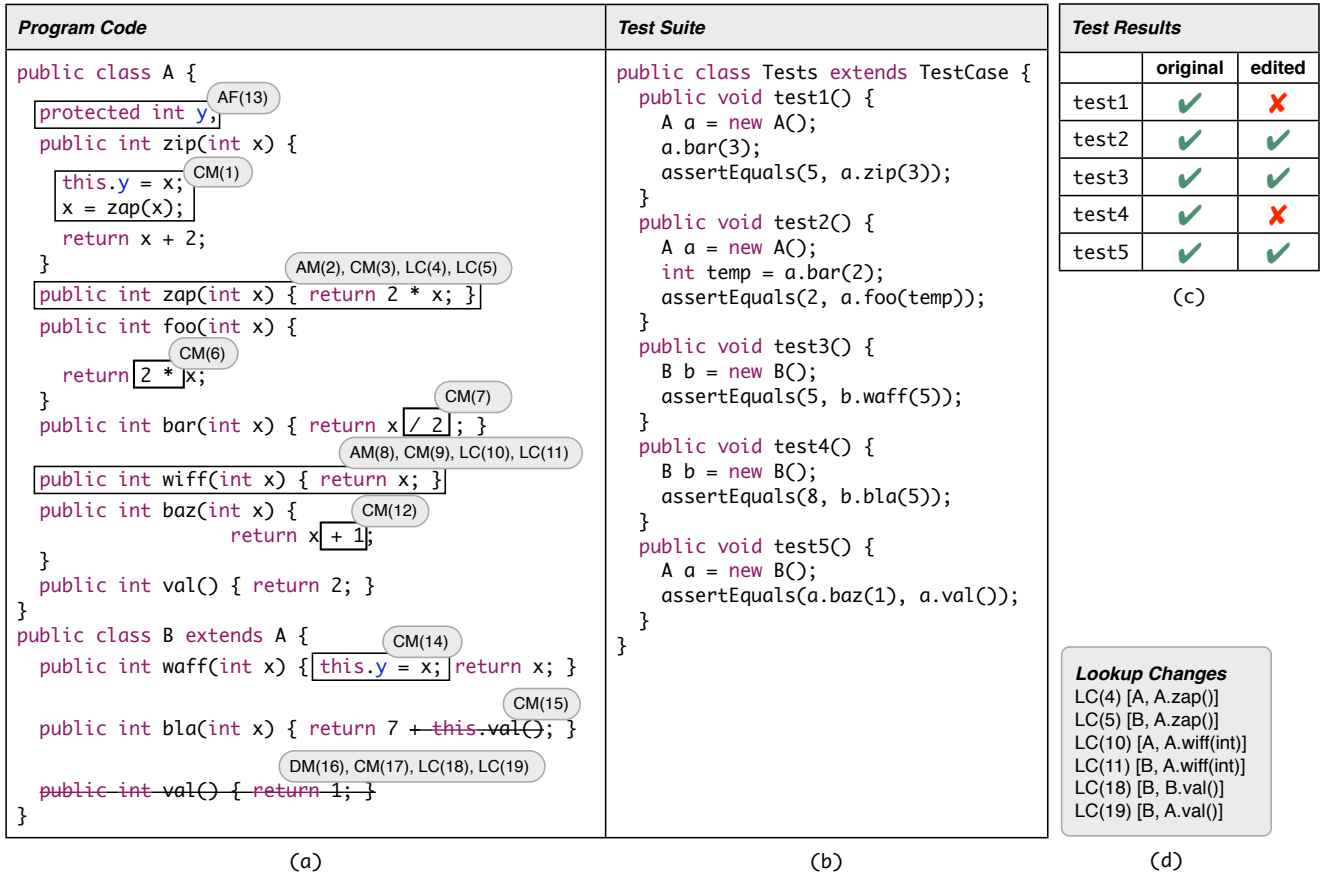 Program Code
public class A {
AF(13)
protected int y;
public int zip(int x) {
CM(1)
this.y = x;
x = zap(x);
return x + 2;
}
AM(2), CM(3), LC(4), LC(5)
public int zap(int x) { return 2 * x; }
public int foo(int x) {
CM(6)
return 2 * x;
}
CM(7)
public int bar(int x) { return x / 2 ; }
AM(8), CM(9), LC(10), LC(11)
public int wiff(int x) { return x; }
public int baz(int x) {
CM(12)
return x + 1;
}
public int val() { return 2; }
}
public class B extends A {
CM(14)
public int waff(int x) { this.y = x; return x; }
CM(15)
public int bla(int x) { return 7 + this.val(); }
DM(16), CM(17), LC(18), LC(19)
public int val() { return 1; }
}
(a)
Test Suite
public class Tests extends TestCase {
public void test1() {
A a = new A();
a.bar(3);
assertEquals(5, a.zip(3));
}
public void test2() {
A a = new A();
int temp = a.bar(2);
assertEquals(2, a.foo(temp));
}
public void test3() {
B b = new B();
assertEquals(5, b.waff(5));
}
public void test4() {
B b = new B();
assertEquals(8, b.bla(5));
}
public void test5() {
A a = new B();
assertEquals(a.baz(1), a.val());
}
}
(b)
Test Results
original edited
test1 ✔ ✘
test2 ✔ ✔
test3 ✔ ✔
test4 ✔ ✘
test5 ✔ ✔
(c)
Lookup Changes
LC(4) [A, A.zap()]
LC(5) [B, A.zap()]
LC(10) [A, A.wiff(int)]
LC(11) [B, A.wiff(int)]
LC(18) [B, B.val()]
LC(19) [B, A.val()]
(d)